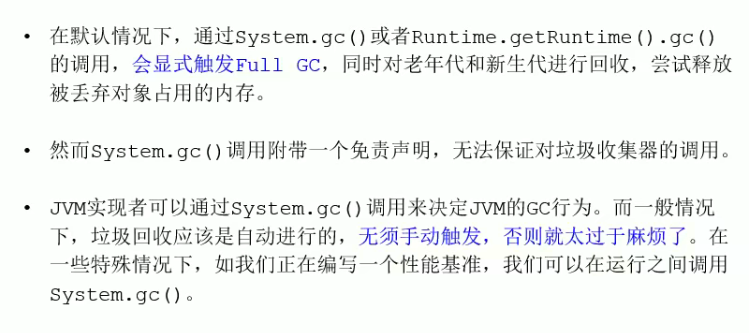 • 在默认情况下，通过System.gc()或者Runtime.getRuntime().gc()
的调用，会显式触发Full GC，同时对老年代和新生代进行回收，尝试释放
被丢弃对象占用的内存。
• 然而System.gc()调用附带一个免责声明，无法保证对垃圾收集器的调用。
• JVM实现者可以通过System.gc()调用来决定JVM的GC行为。而一般情况
下，垃圾回收应该是自动进行的，无须手动触发，否则就太过于麻烦了。在
一些特殊情况下，如我们正在编写一个性能基准，我们可以在运行之间调用
System.gc()。